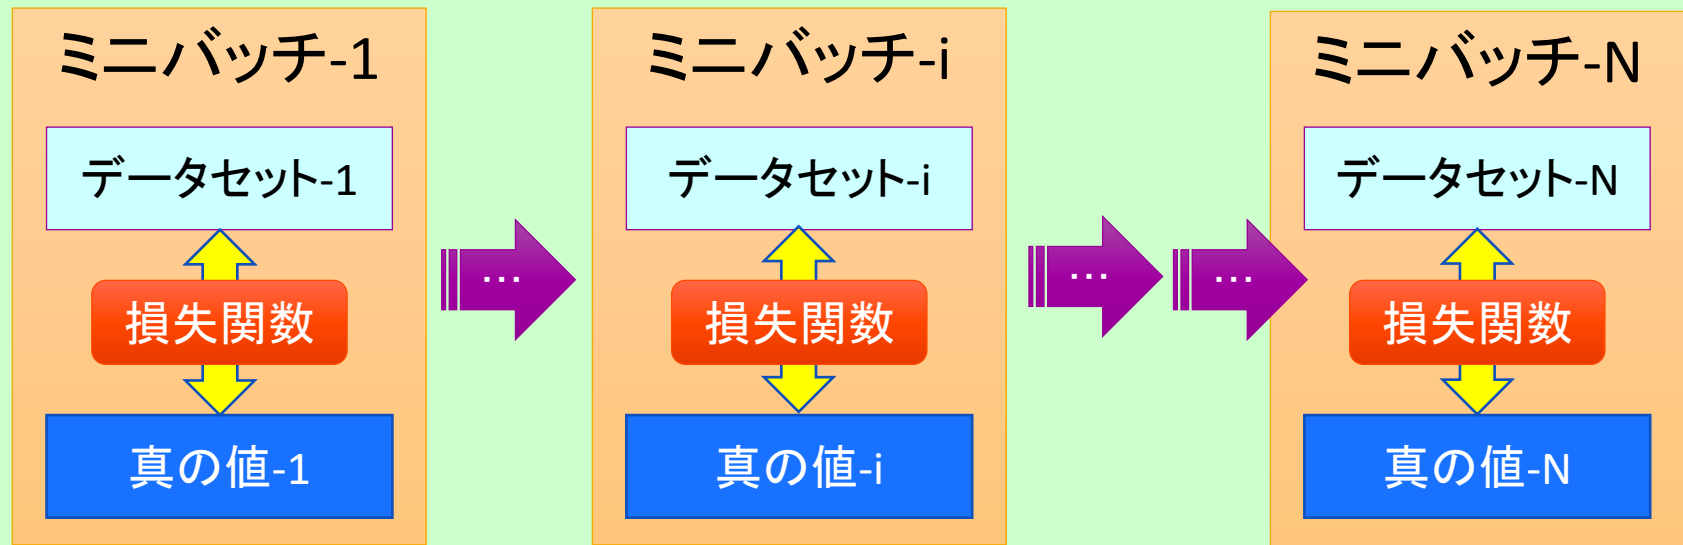 ミニバッチ-1
データセット-1
損失関数
真の値-1
…
ミニバッチ-i
データセット-i
損失関数
真の値-i
…
…
ミニバッチ-N
データセット-N
損失関数
真の値-N